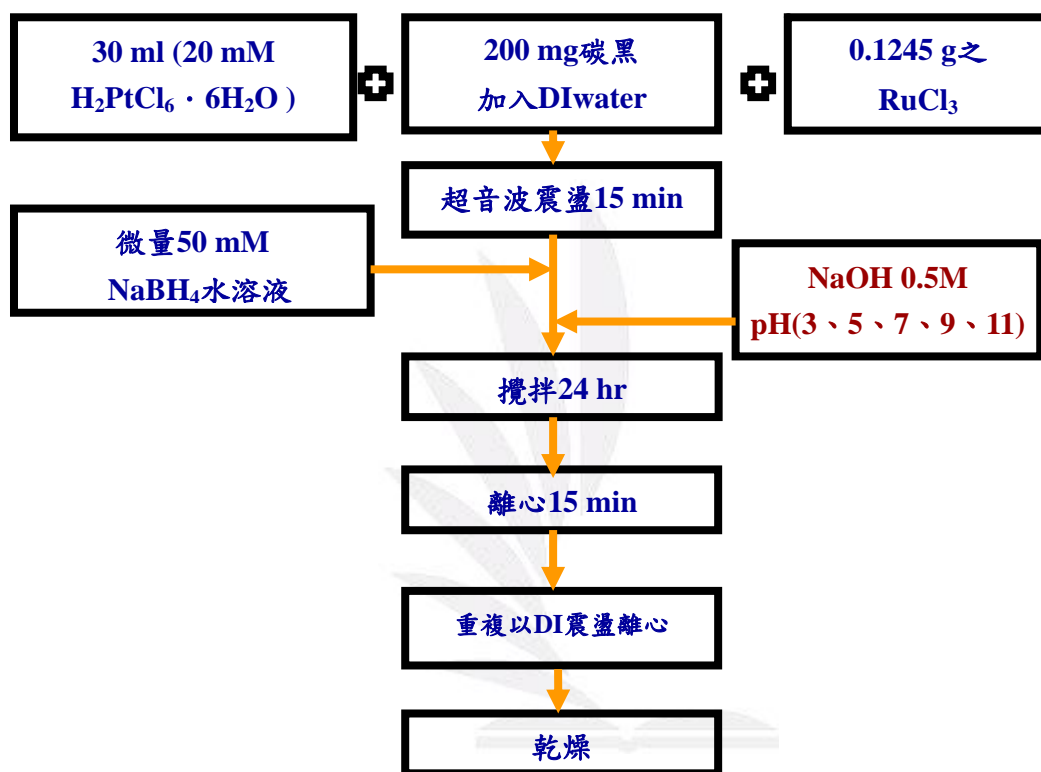 30 ml (20 mM
H₂PtCl₆．6H₂O )
200 mg碳黑
加入DIwater
0.1245 g之
RuCl₃
超音波震盪15 min
微量50 mM
NaBH₄水溶液
NaOH 0.5M
pH(3、5、7、9、11)
攪拌24 hr
離心15 min
重複以DI震盪離心
乾燥